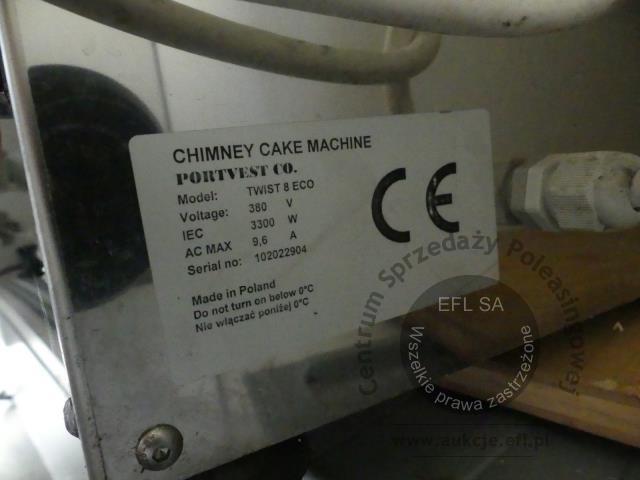 CHIMNEY CAKE MACHINE
PORTVEST CO.
Model: TWIST 8 ECO
Voltage: 380 V
IEC 3300 W
AC MAX 9,6 A
Serial no: 102022904
CE
Made in Poland
Do not turn on below 0°C
Nie włączać poniżej 0°C
Centrum Sprzedaży Poleasingowej
EFL SA
Wszelkie prawa zastrzeżone
www.aukcje.efl.pl